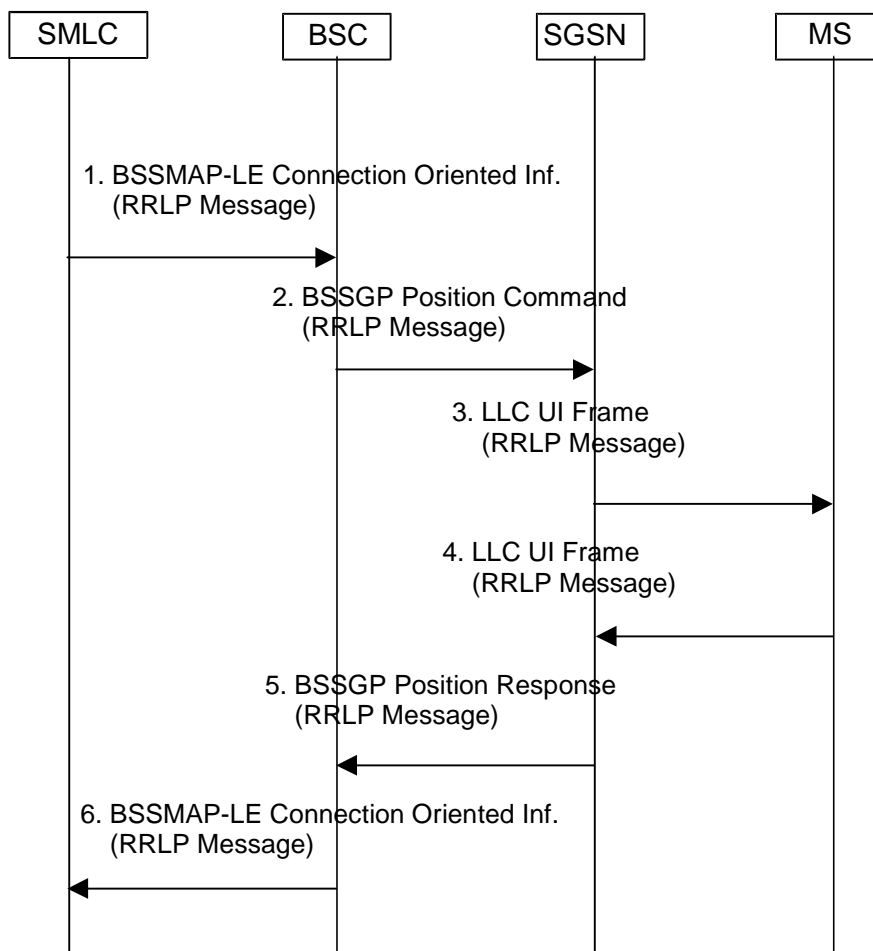 SMLC BSC SGSN MS
1. BSSMAP-LE Connection Oriented Inf.
(RRLP Message)
2. BSSGP Position Command
(RRLP Message)
3. LLC UI Frame
(RRLP Message)
4. LLC UI Frame
(RRLP Message)
5. BSSGP Position Response
(RRLP Message)
6. BSSMAP-LE Connection Oriented Inf.
(RRLP Message)